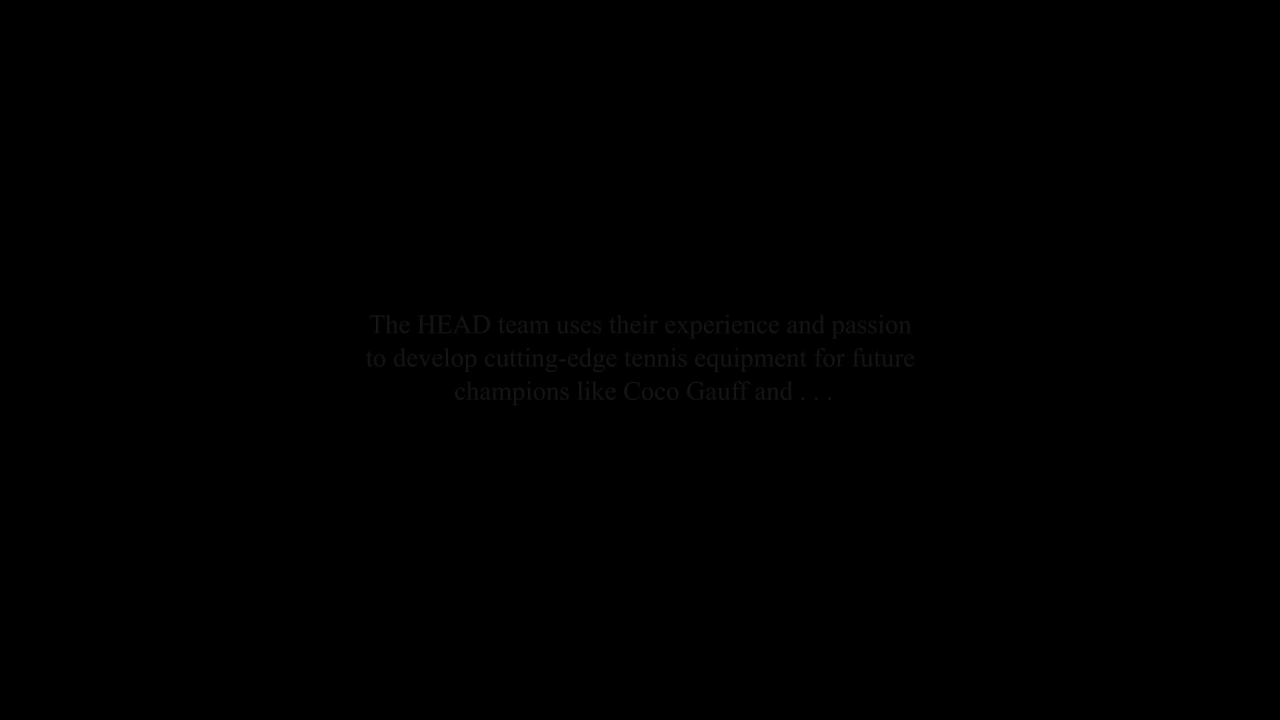 The HEAD team uses their experience and passion
to develop cutting-edge tennis equipment for future
champions like Coco Gauff and . . .